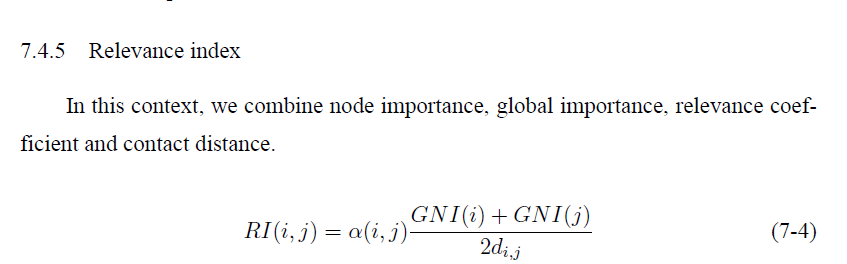 7.4.5 Relevance index
In this context, we combine node importance, global importance, relevance coef-
ficient and contact distance.
RI(i, j) = α(i, j) \frac{GNI(i) + GNI(j)}{2d_{i,j}} (7-4)